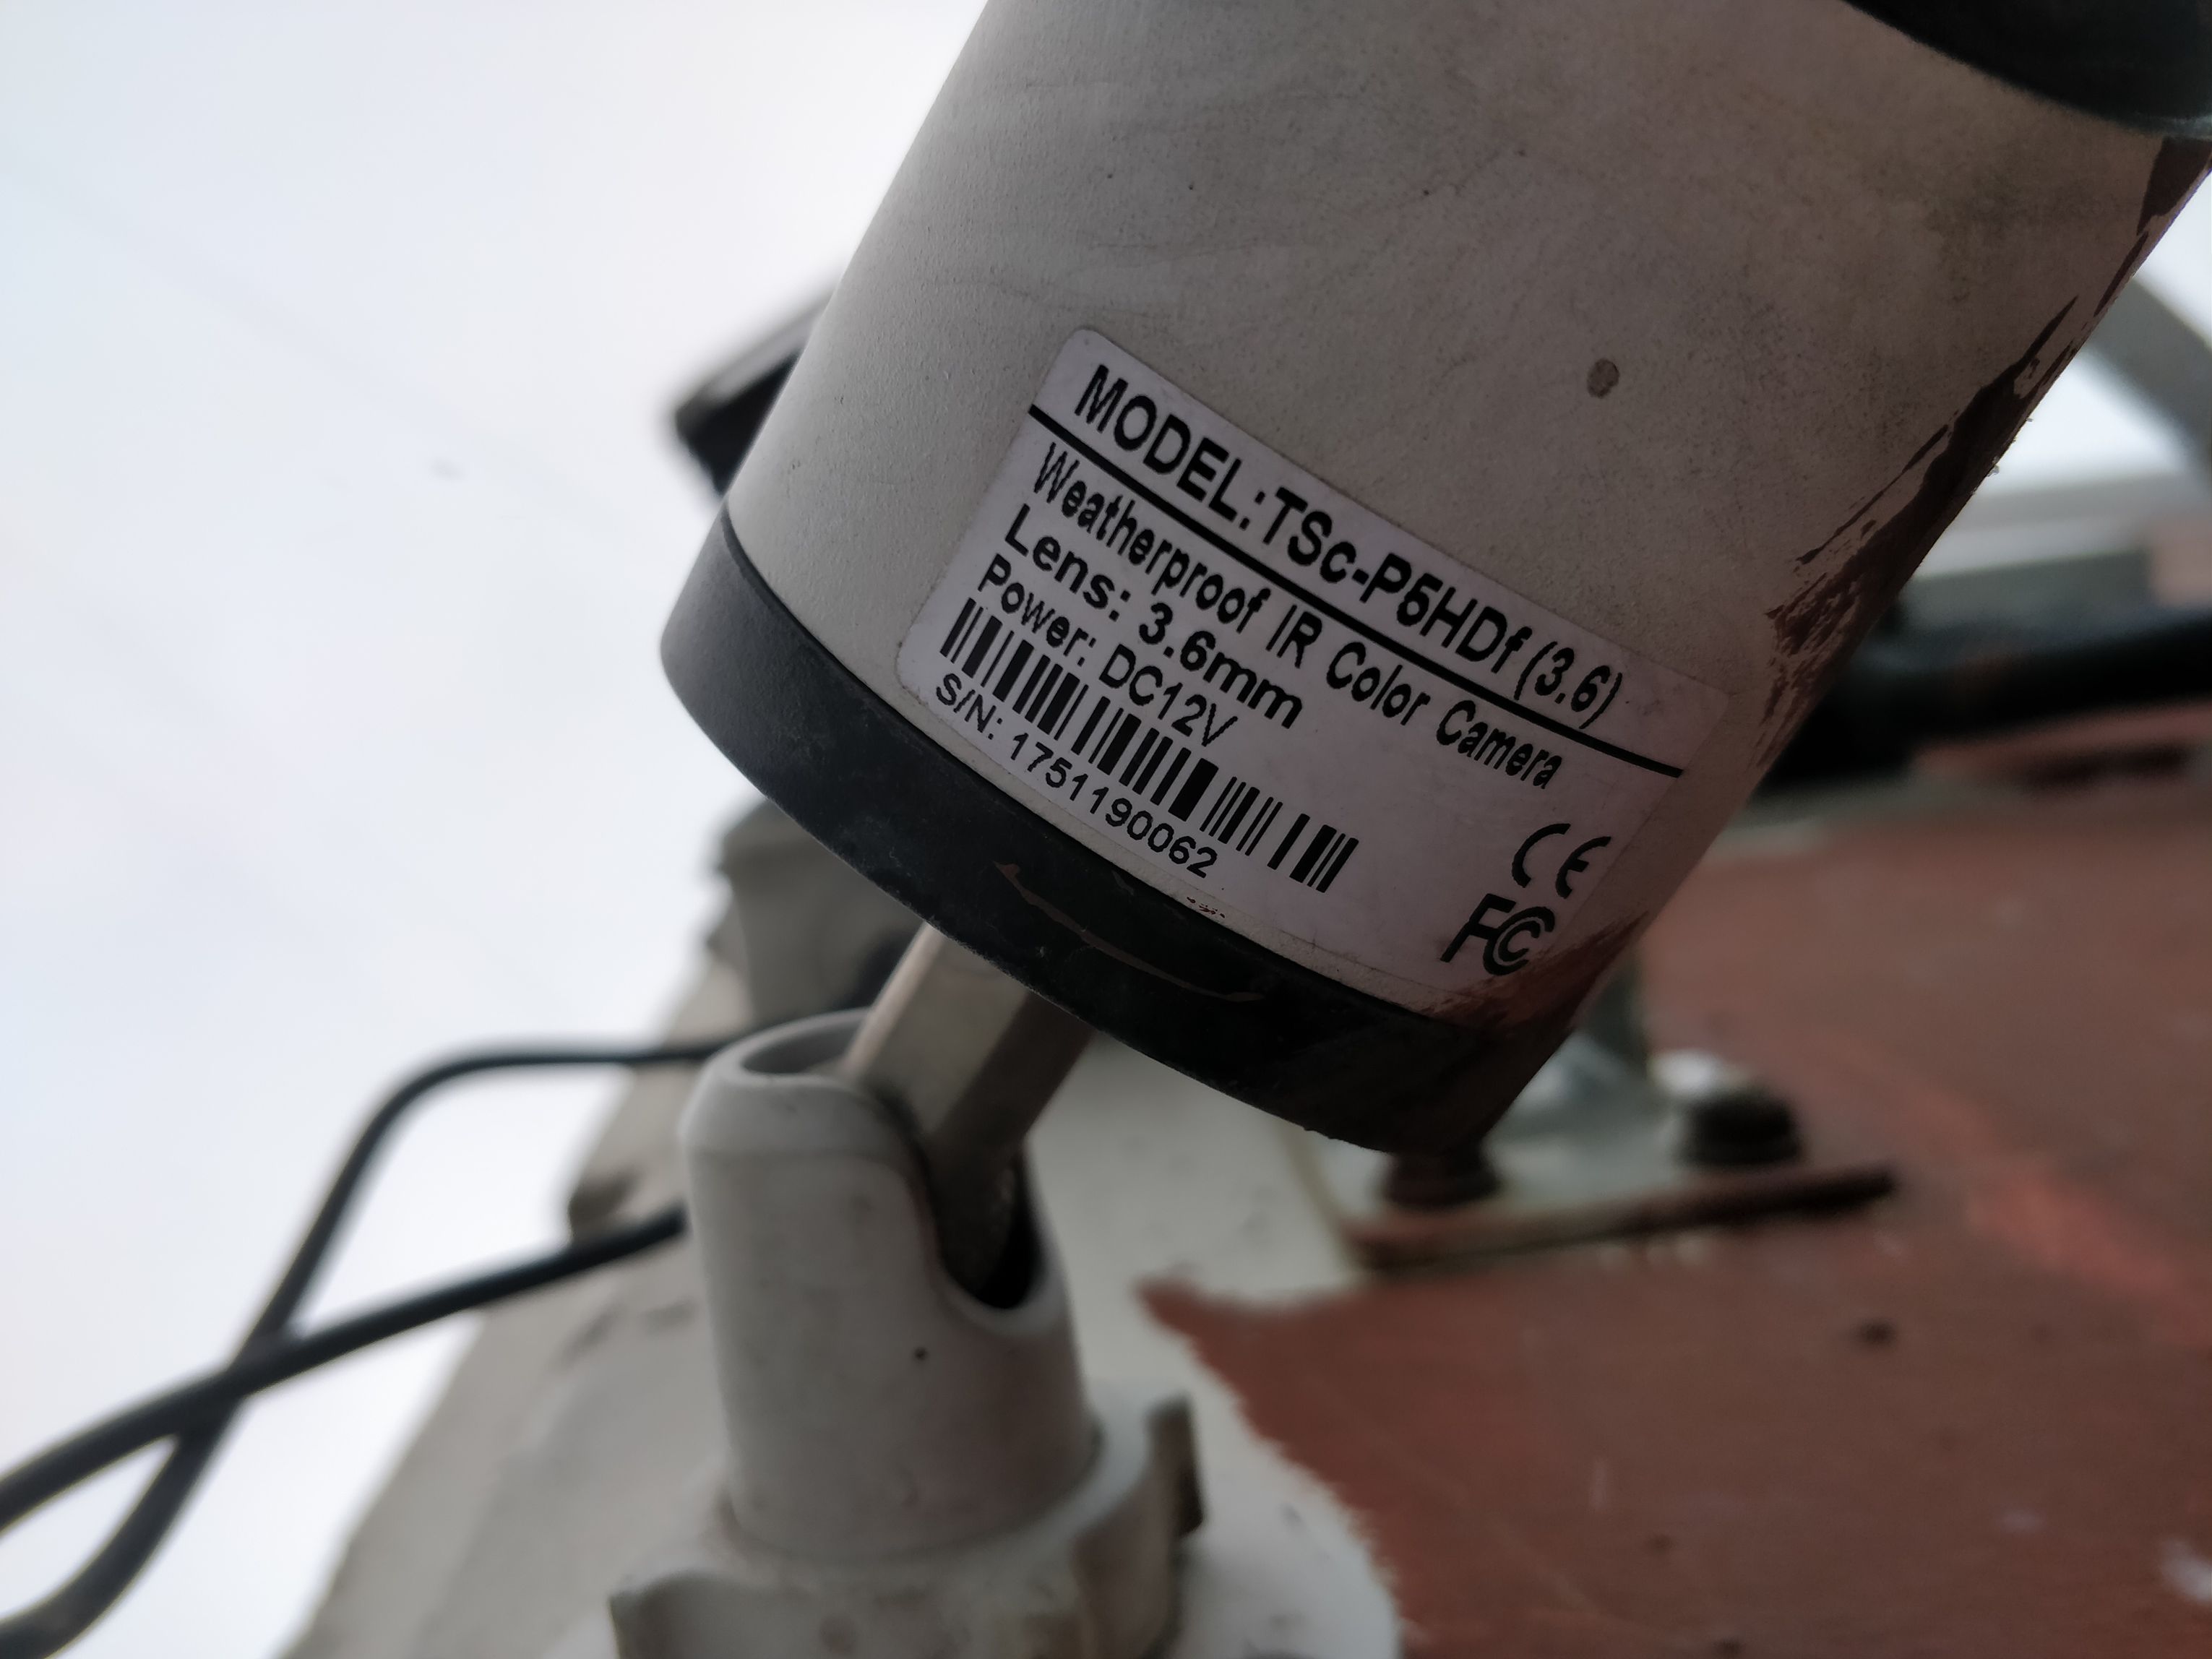 MODEL:TSc-P5HDf (3.6)
Weatherproof IR Color Camera
Lens: 3.6mm
Power: DC12V
S/N: 1751190062
CE
FC